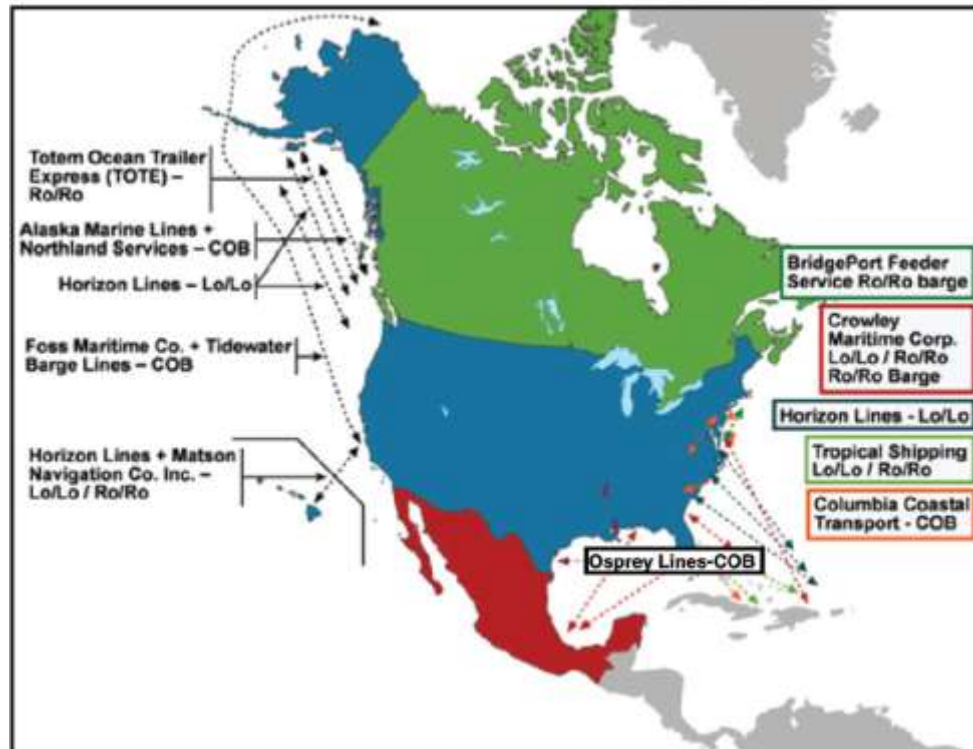 Totem Ocean Trailer
Express (TOTE) –
Ro/Ro
Alaska Marine Lines +
Northland Services – COB
Horizon Lines – Lo/Lo
Foss Maritime Co. + Tidewater
Barge Lines – COB
Horizon Lines + Matson
Navigation Co. Inc. –
Lo/Lo / Ro/Ro
BridgePort Feeder
Service Ro/Ro barge
Crowley
Maritime Corp.
Lo/Lo / Ro/Ro
Ro/Ro Barge
Horizon Lines - Lo/Lo
Tropical Shipping
Lo/Lo / Ro/Ro
Columbia Coastal
Transport - COB
Osprey Lines-COB